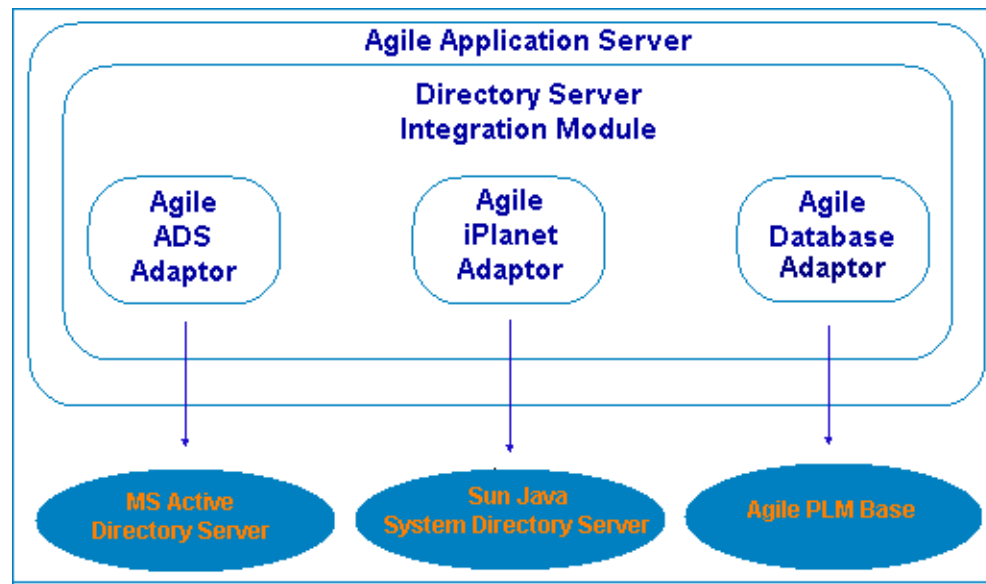 Agile Application Server
Directory Server
Integration Module
Agile
ADS
Adaptor
Agile
iPlanet
Adaptor
Agile
Database
Adaptor
MS Active
Directory Server
Sun Java
System Directory Server
Agile PLM Base